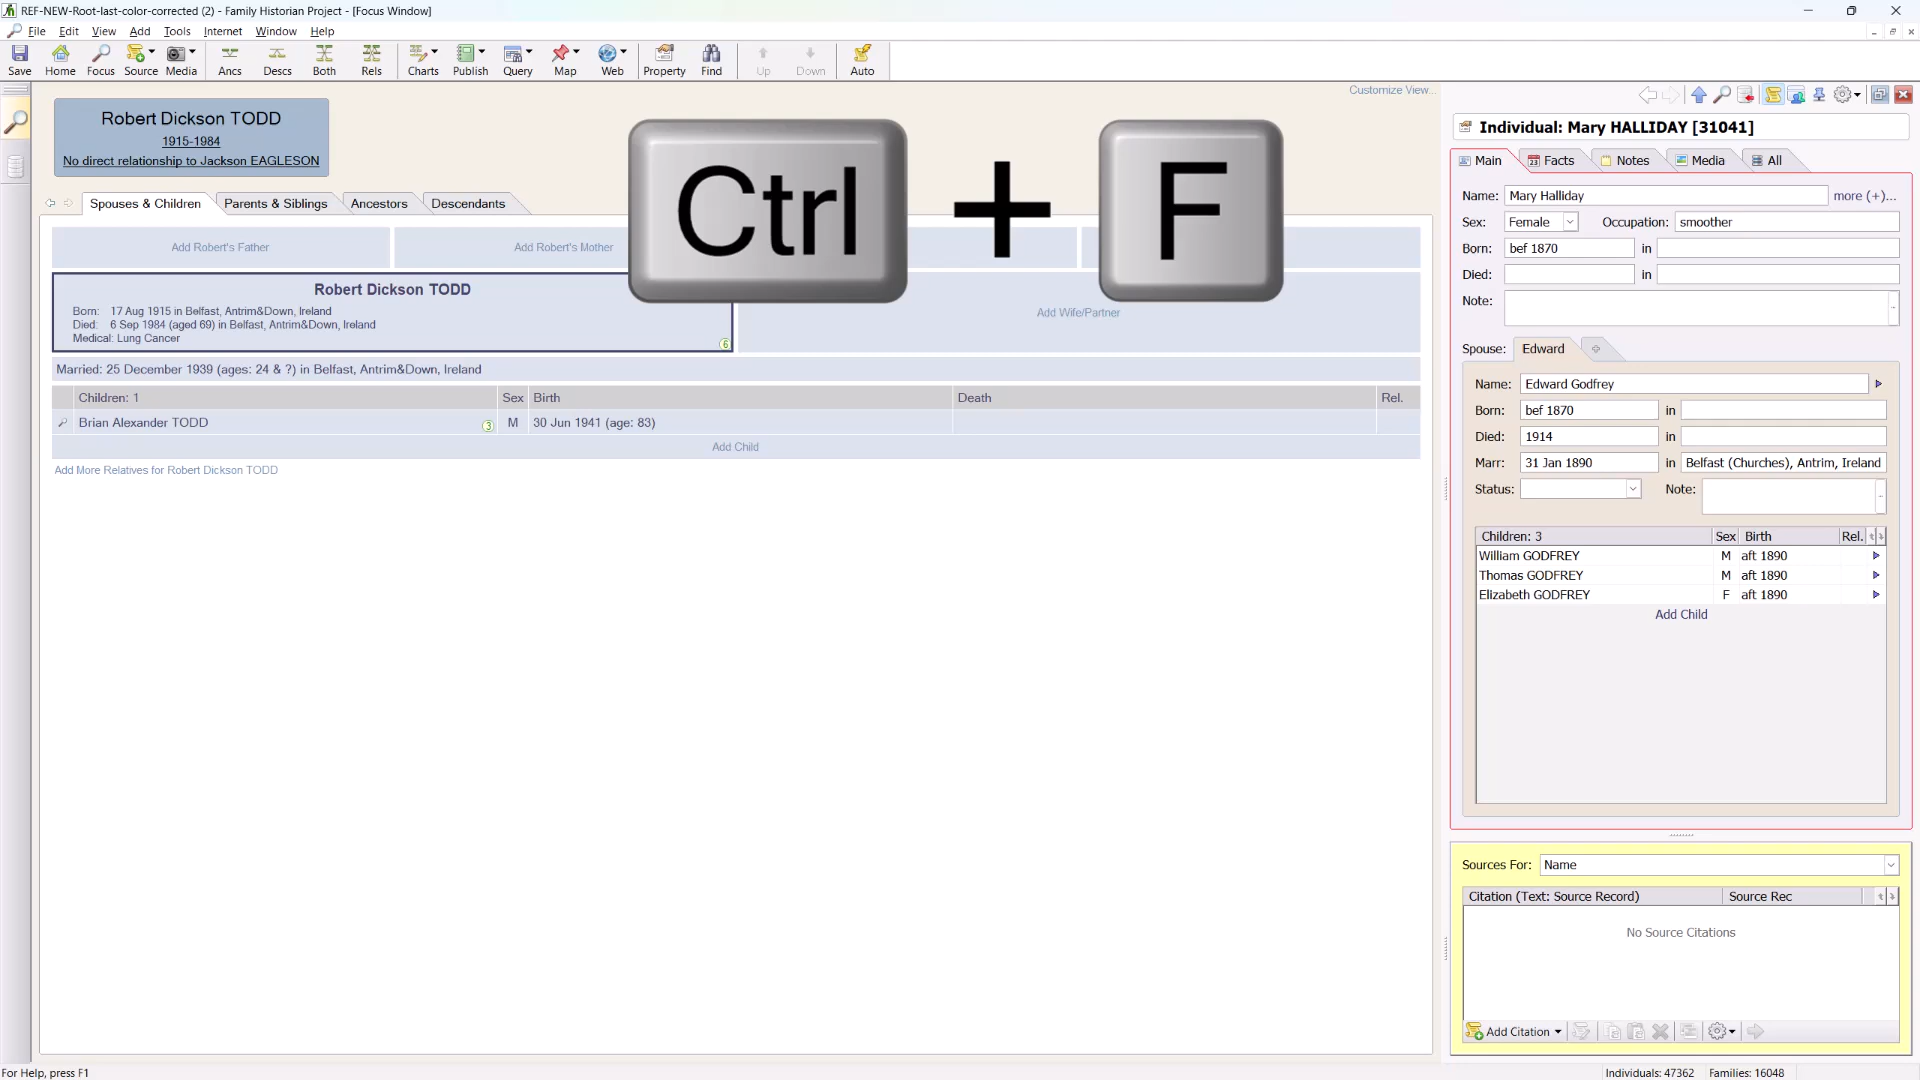 REF-NEW-Root-last-color-corrected (2) - Family Historian Project - [Focus Window]
File Edit View Add Tools Internet Window Help
Save Home Focus Source Media Ancs Descs Both Rels Charts Publish Query Map Web Property Find Up Down Auto
Customize View...
Robert Dickson TODD
1915-1984
No direct relationship to Jackson EAGLESON
Ctrl + F
Spouses & Children Parents & Siblings Ancestors Descendants
Add Robert's Father Add Robert's Mother
Robert Dickson TODD
Born: 17 Aug 1915 in Belfast, Antrim&Down, Ireland
Died: 6 Sep 1984 (aged 69) in Belfast, Antrim&Down, Ireland
Medical: Lung Cancer
6
Add Wife/Partner
Married: 25 December 1939 (ages: 24 & ?) in Belfast, Antrim&Down, Ireland
Children: 1 Sex Birth Death Rel.
Brian Alexander TODD 3 M 30 Jun 1941 (age: 83)
Add Child
Add More Relatives for Robert Dickson TODD
Individual: Mary HALLIDAY [31041]
Main 23 Facts Notes Media All
Name: Mary Halliday more (+)...
Sex: Female Occupation: smoother
Born: bef 1870 in
Died: in
Note:
Spouse: Edward
Name: Edward Godfrey
Born: bef 1870 in
Died: 1914 in
Marr: 31 Jan 1890 in Belfast (Churches), Antrim, Ireland
Status: Note:
Children: 3 Sex Birth Rel.
William GODFREY M aft 1890
Thomas GODFREY M aft 1890
Elizabeth GODFREY F aft 1890
Add Child
Sources For: Name
Citation (Text: Source Record) Source Rec
No Source Citations
Add Citation
For Help, press F1
Individuals: 47362 Families: 16048